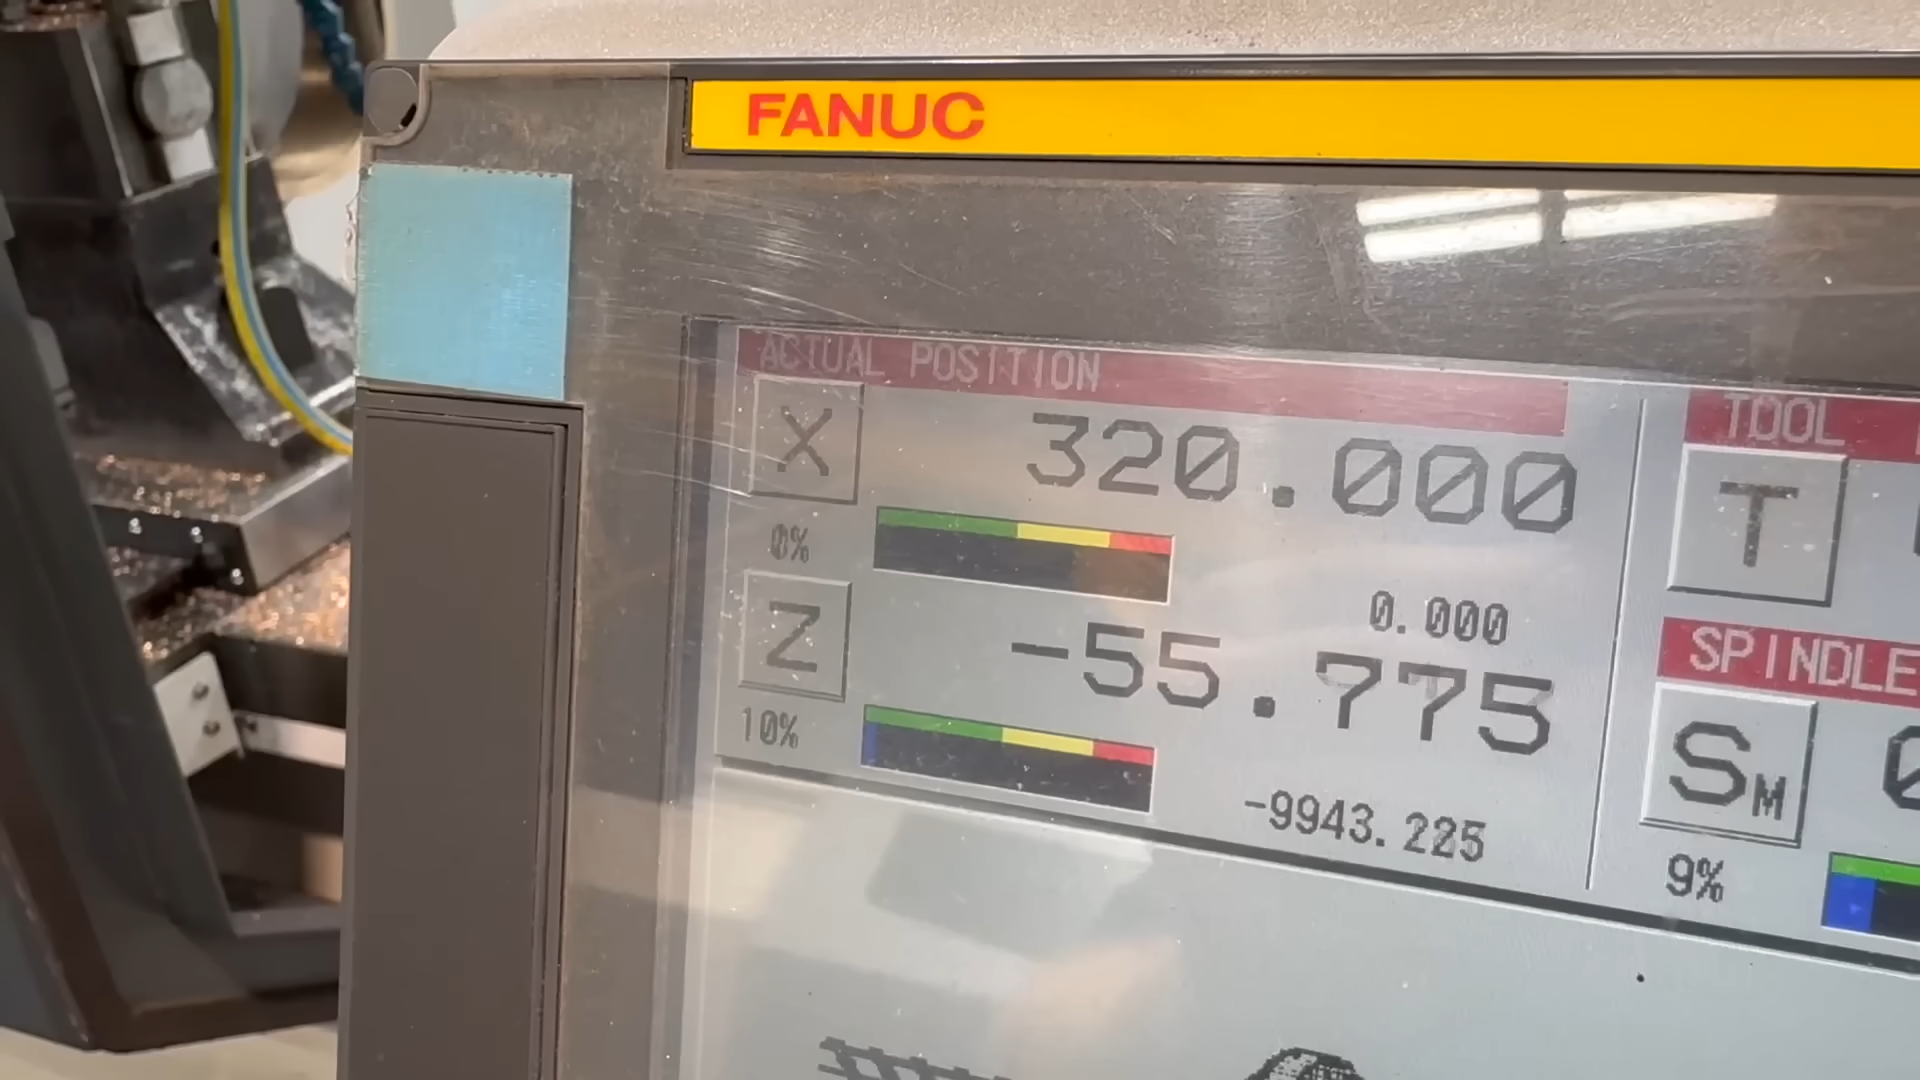 FANUC
ACTUAL POSITION
X 320.000
0%
0.000
Z -55.775
10%
-9943.225
TOOL
T
SPINDLE
SM
9%